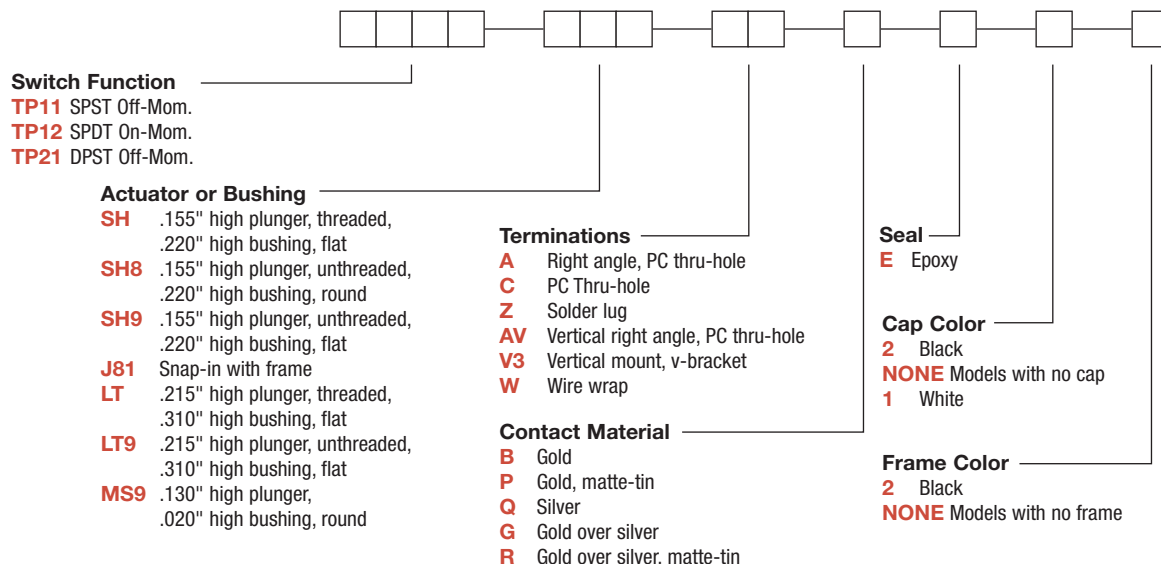 Switch Function
TP11 SPST Off-Mom.
TP12 SPDT On-Mom.
TP21 DPST Off-Mom.
Actuator or Bushing
SH .155" high plunger, threaded,
.220" high bushing, flat
SH8 .155" high plunger, unthreaded,
.220" high bushing, round
SH9 .155" high plunger, unthreaded,
.220" high bushing, flat
J81 Snap-in with frame
LT .215" high plunger, threaded,
.310" high bushing, flat
LT9 .215" high plunger, unthreaded,
.310" high bushing, flat
MS9 .130" high plunger,
.020" high bushing, round
Terminations
A Right angle, PC thru-hole
C PC Thru-hole
Z Solder lug
AV Vertical right angle, PC thru-hole
V3 Vertical mount, v-bracket
W Wire wrap
Contact Material
B Gold
P Gold, matte-tin
Q Silver
G Gold over silver
R Gold over silver, matte-tin
Seal
E Epoxy
Cap Color
2 Black
NONE Models with no cap
1 White
Frame Color
2 Black
NONE Models with no frame